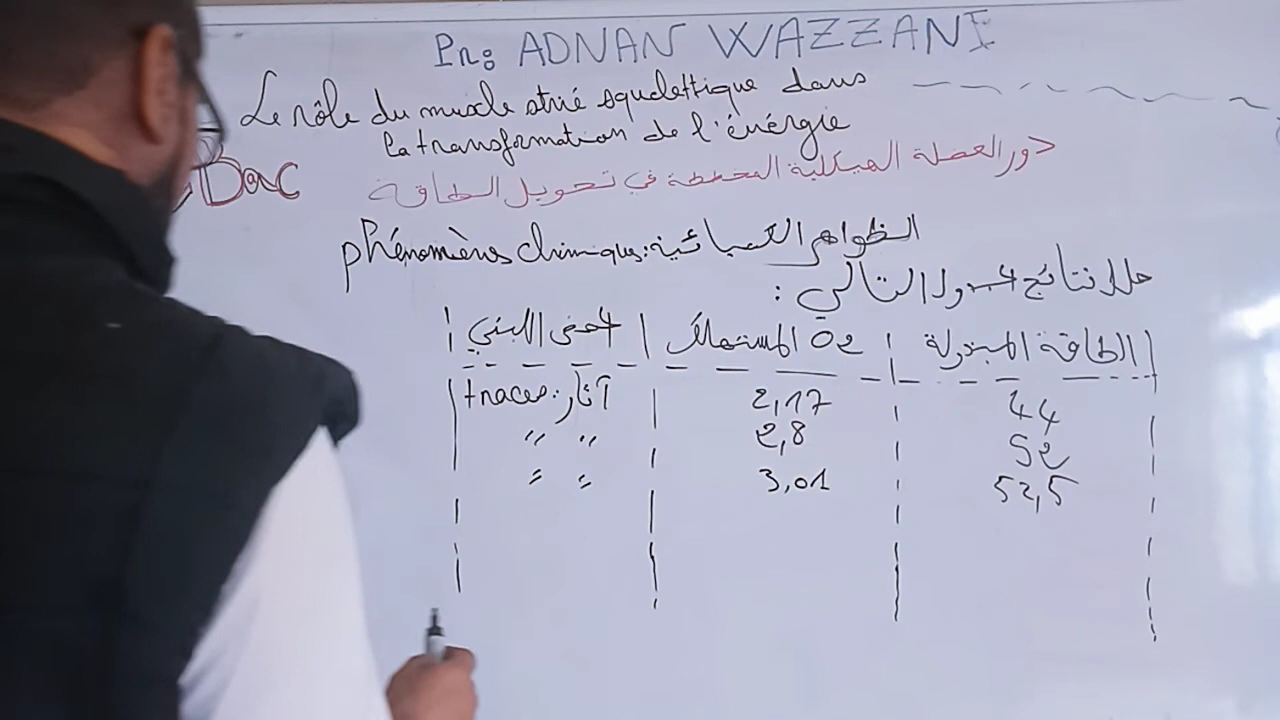 Pr: ADNAN WAZZANI
Le rôle du muscle strié squelettique dans
la transformation de l'énérgie
Bac
دور العضلة الهيكلية المخططة في تحويل الطاقة
phénomènes chimiques: الظواهر الكيميائية
حلل نتائج الجدول التالي :
الطاقة المبذولة | O2 المستهلك | الحمض اللبني
44 | 2,17 | آثار: traces
52 | 2,8 | " "
52,5 | 3,01 | " "